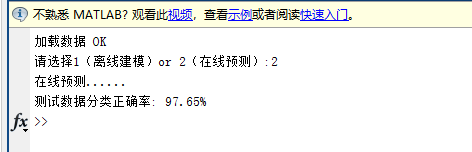 不熟悉 MATLAB? 观看此视频，查看示例或者阅读快速入门。
加载数据 OK
请选择1（离线建模）or 2（在线预测）:2
在线预测......
测试数据分类正确率: 97.65%
fx >>